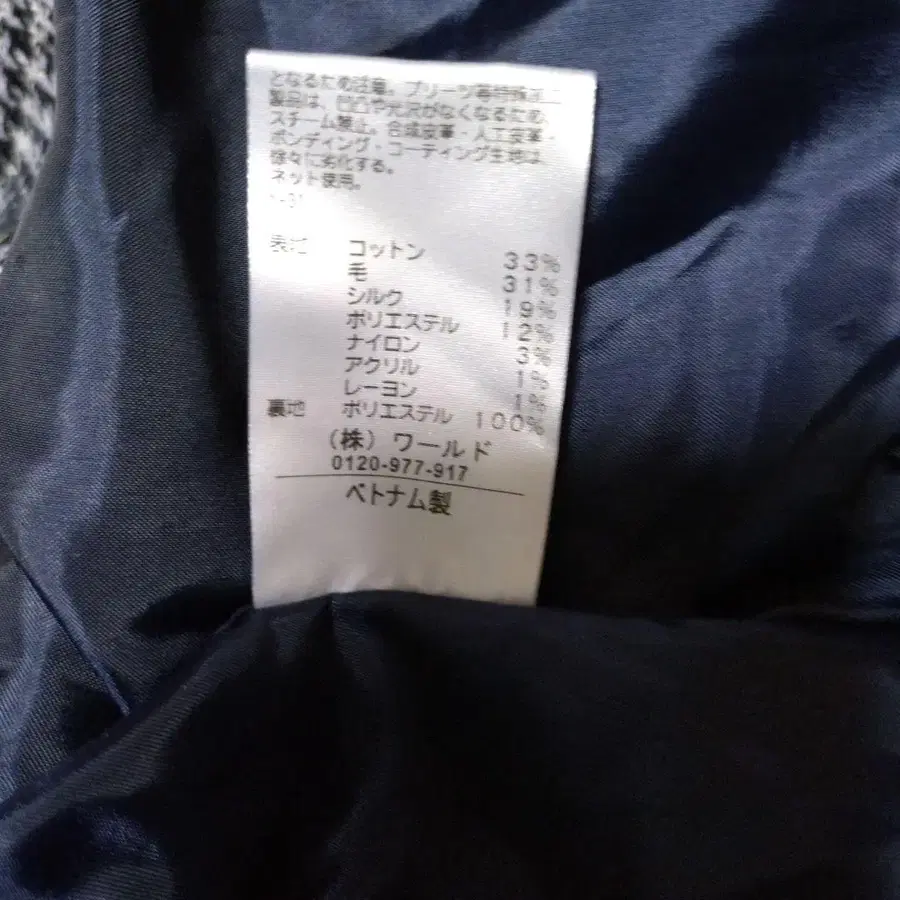 となるため注意。プリーツ等特殊加工
製品は、凹凸や光沢がなくなるため、
スチーム禁止。合成皮革・人工皮革・
ボンディング・コーティング生地は
徐々に劣化する。
ネット使用。
1-31
表地 コットン 33%
毛 31%
シルク 19%
ポリエステル 12%
ナイロン 3%
アクリル 1%
レーヨン 1%
裏地 ポリエステル 100%
(株) ワールド
0120-977-917
ベトナム製